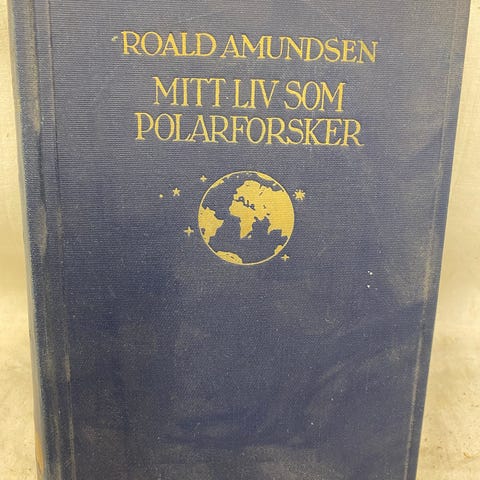 ROALD AMUNDSEN
MITT LIV SOM
POLARFORSKER